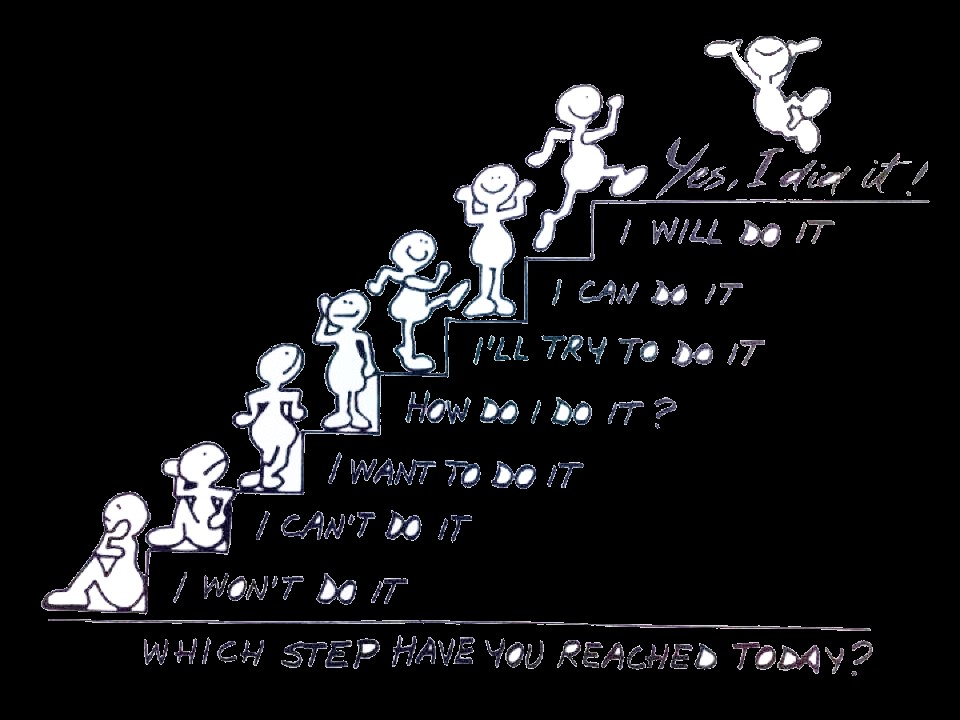 Yes, I did it!
I WILL DO IT
I CAN DO IT
I'LL TRY TO DO IT
HOW DO I DO IT?
I WANT TO DO IT
I CAN'T DO IT
I WON'T DO IT
WHICH STEP HAVE YOU REACHED TODAY?